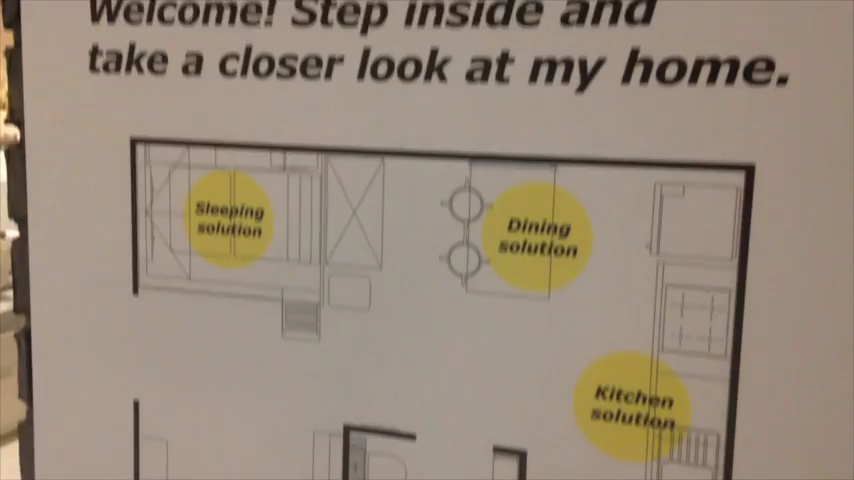 Welcome! Step inside and
take a closer look at my home.
Sleeping
solution
Dining
solution
Kitchen
solution